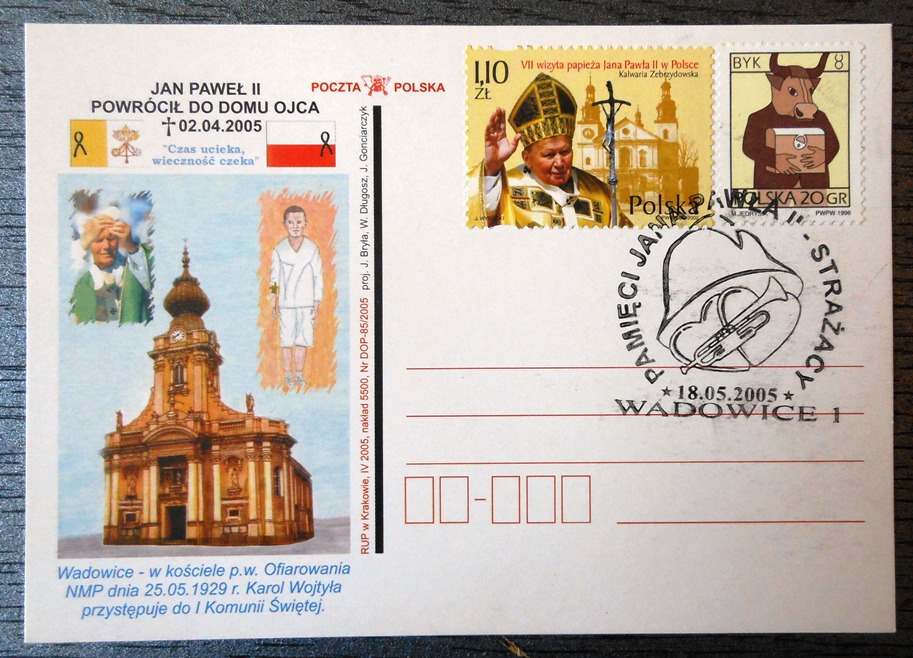 JAN PAWEŁ II
POWRÓCIŁ DO DOMU OJCA
02.04.2005
"Czas ucieka,
wieczność czeka"
Wadowice - w kościele p.w. Ofiarowania
NMP dnia 25.05.1929 r. Karol Wojtyła
przystępuje do I Komunii Świętej.
POCZTA POLSKA
RUP w Krakowie, IV 2005, nakład 5500, Nr DOP-85/2005 proj. J. Bryła, W. Długosz, J. Gonciarczyk
1,10
ZŁ
VII wizyta papieża Jana Pawła II w Polsce
Kalwaria Zebrzydowska
Polska
BYK 8
POLSKA 20 GR
PWPW 1996
PAMIĘCI JANA PAWŁA II - STRAŻACY
18.05.2005
WADOWICE 1